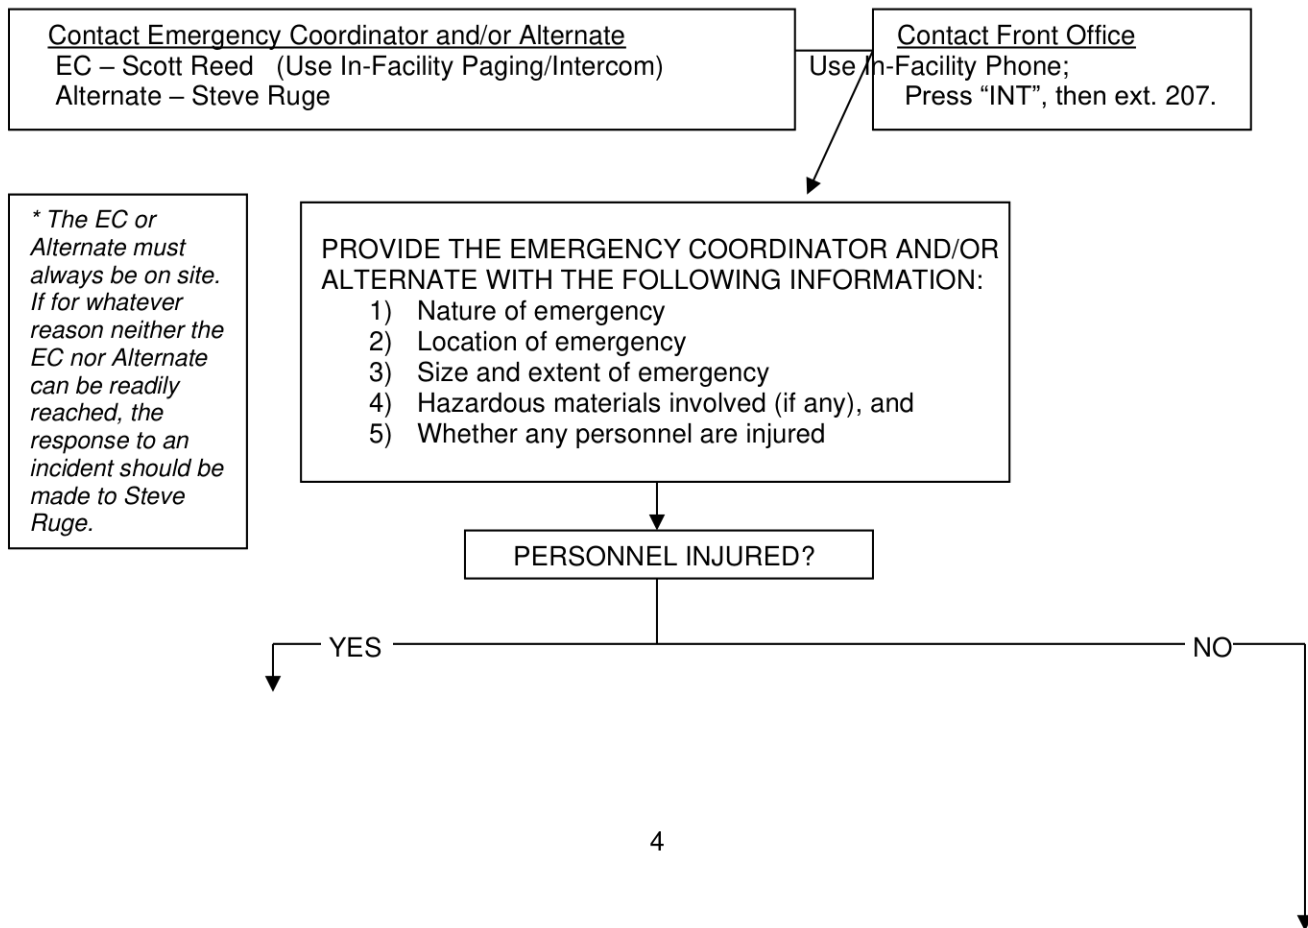 Contact Emergency Coordinator and/or Alternate
EC – Scott Reed (Use In-Facility Paging/Intercom)
Alternate – Steve Ruge
Contact Front Office
Use In-Facility Phone;
Press “INT”, then ext. 207.
* The EC or
Alternate must
always be on site.
If for whatever
reason neither the
EC nor Alternate
can be readily
reached, the
response to an
incident should be
made to Steve
Ruge.
PROVIDE THE EMERGENCY COORDINATOR AND/OR
ALTERNATE WITH THE FOLLOWING INFORMATION:
1) Nature of emergency
2) Location of emergency
3) Size and extent of emergency
4) Hazardous materials involved (if any), and
5) Whether any personnel are injured
PERSONNEL INJURED?
YES
NO
4